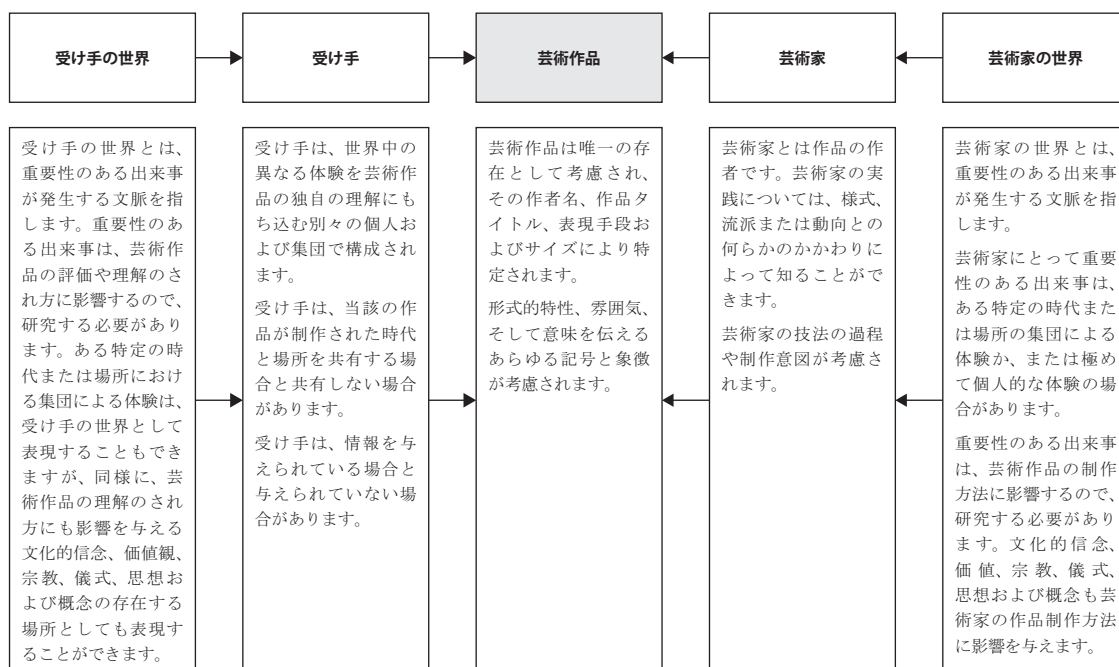 受け手の世界
受け手
芸術作品
芸術家
芸術家の世界
受け手の世界とは、
重要性のある出来事
が発生する文脈を指
します。重要性のあ
る出来事は、芸術作
品の評価や理解のさ
れ方に影響するので、
研究する必要があり
ます。ある特定の時
代または場所におけ
る集団による体験は、
受け手の世界として
表現することもでき
ますが、同様に、芸
術作品の理解のされ
方にも影響を与える
文化的信念、価値観、
宗教、儀式、思想お
よび概念の存在する
場所としても表現す
ることができます。
受け手は、世界中の
異なる体験を芸術作
品の独自の理解にも
ち込む別々の個人お
よび集団で構成され
ます。
受け手は、当該の作
品が制作された時代
と場所を共有する場
合と共有しない場合
があります。
受け手は、情報を与
えられている場合と
与えられていない場
合があります。
芸術作品は唯一の存
在として考慮され、
その作者名、作品タ
イトル、表現手段お
よびサイズにより特
定されます。
形式的特性、雰囲気、
そして意味を伝える
あらゆる記号と象徴
が考慮されます。
芸術家とは作品の作
者です。芸術家の実
践については、様式、
流派または動向との
何らかのかかわりに
よって知ることがで
きます。
芸術家の技法の過程
や制作意図が考慮さ
れます。
芸術家の世界とは、
重要性のある出来事
が発生する文脈を指
します。
芸術家にとって重要
性のある出来事は、
ある特定の時代また
は場所の集団による
体験か、または極め
て個人的な体験の場
合があります。
重要性のある出来事
は、芸術作品の制作
方法に影響するので、
研究する必要があり
ます。文化的信念、
価値、宗教、儀式、
思想および概念も芸
術家の作品制作方法
に影響を与えます。